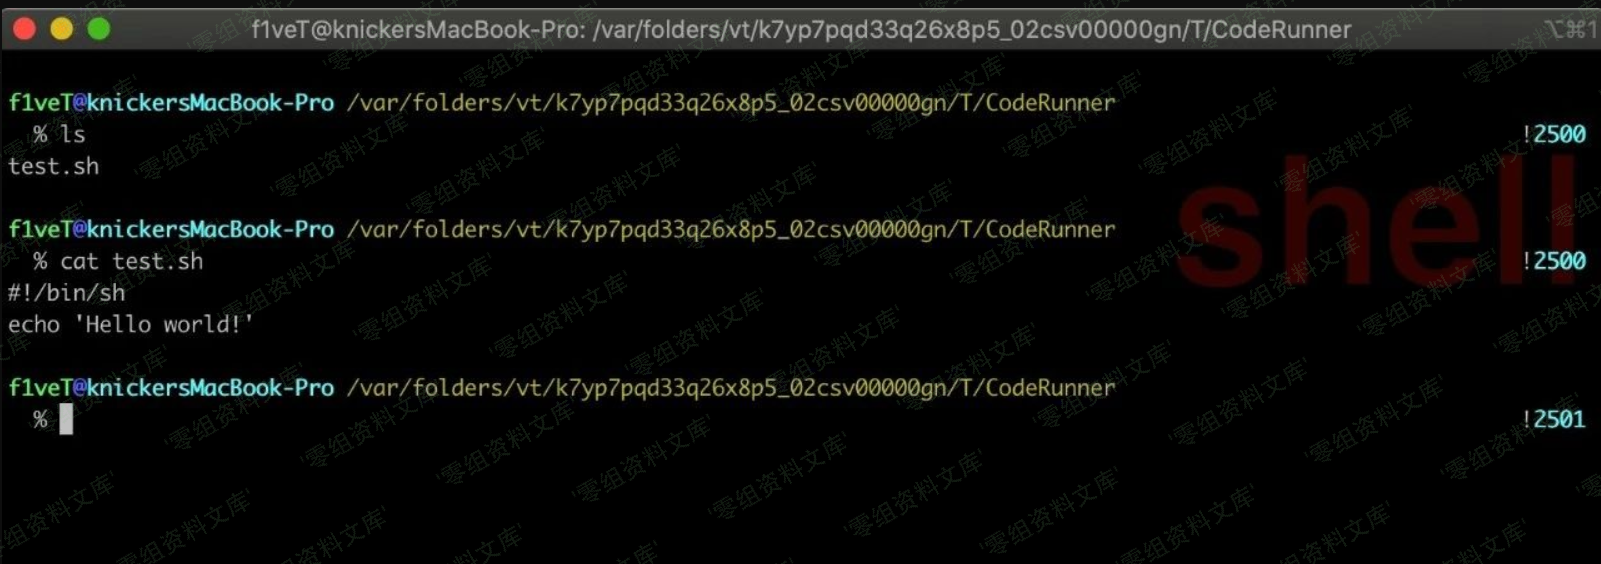 f1veT@knickersMacBook-Pro: /var/folders/vt/k7yp7pqd33q26x8p5_02csv00000gn/T/CodeRunner ⌥⌘1
f1veT@knickersMacBook-Pro /var/folders/vt/k7yp7pqd33q26x8p5_02csv00000gn/T/CodeRunner
% ls !2500
test.sh
shell
f1veT@knickersMacBook-Pro /var/folders/vt/k7yp7pqd33q26x8p5_02csv00000gn/T/CodeRunner
% cat test.sh !2500
#!/bin/sh
echo 'Hello world!'
f1veT@knickersMacBook-Pro /var/folders/vt/k7yp7pqd33q26x8p5_02csv00000gn/T/CodeRunner
% !2501
'零组资料文库'